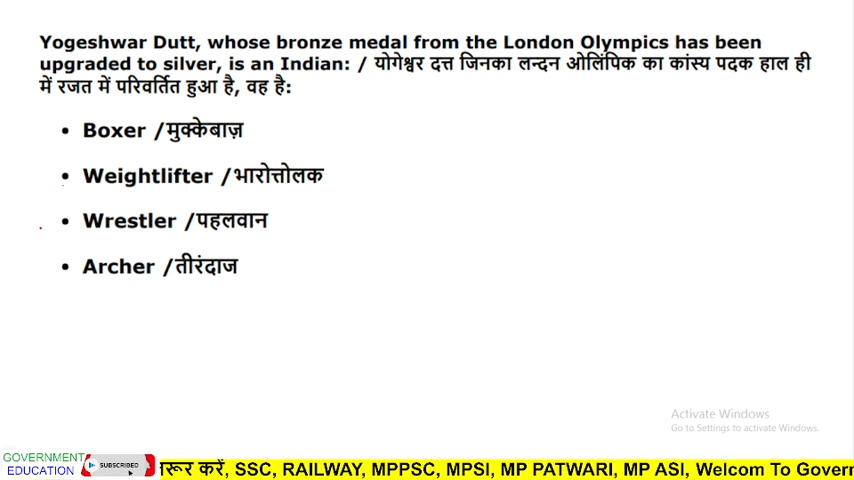 Yogeshwar Dutt, whose bronze medal from the London Olympics has been
upgraded to silver, is an Indian: / योगेश्वर दत्त जिनका लन्दन ओलिंपिक का कांस्य पदक हाल ही
में रजत में परिवर्तित हुआ है, वह है:
• Boxer /मुक्केबाज़
• Weightlifter /भारोत्तोलक
• Wrestler /पहलवान
• Archer /तीरंदाज
Activate Windows
Go to Settings to activate Windows.
GOVERNMENT
EDUCATION
SUBSCRIBED
करें, SSC, RAILWAY, MPPSC, MPSI, MP PATWARI, MP ASI, Welcom To Govern